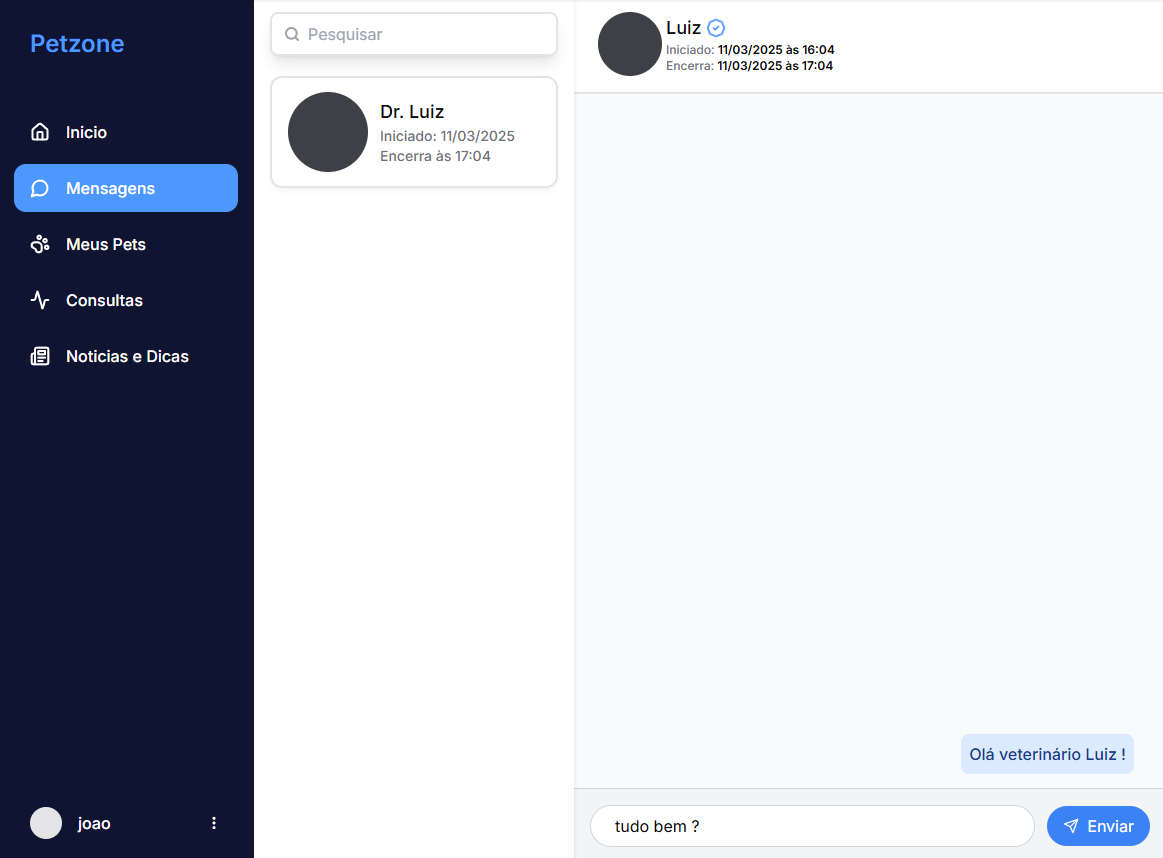 Petzone
Inicio
Mensagens
Meus Pets
Consultas
Noticias e Dicas
joao
Pesquisar
Dr. Luiz
Iniciado: 11/03/2025
Encerra às 17:04
Luiz
Iniciado: 11/03/2025 às 16:04
Encerra: 11/03/2025 às 17:04
Olá veterinário Luiz !
tudo bem ?
Enviar